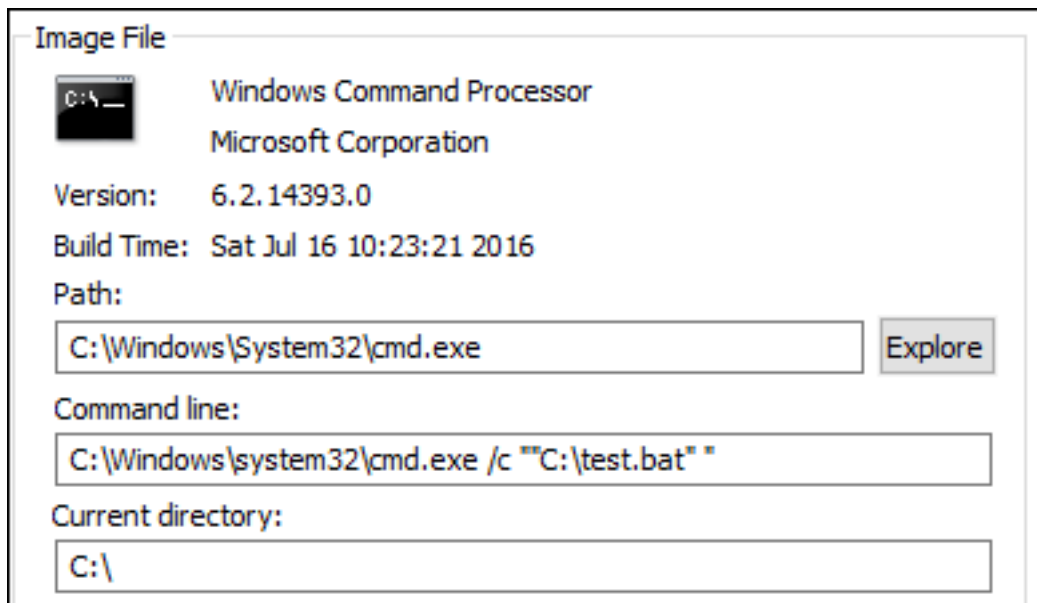 Image File
C:\
Windows Command Processor
Microsoft Corporation
Version: 6.2.14393.0
Build Time: Sat Jul 16 10:23:21 2016
Path:
C:\Windows\System32\cmd.exe Explore
Command line:
C:\Windows\system32\cmd.exe /c ""C:\test.bat" "
Current directory:
C:\